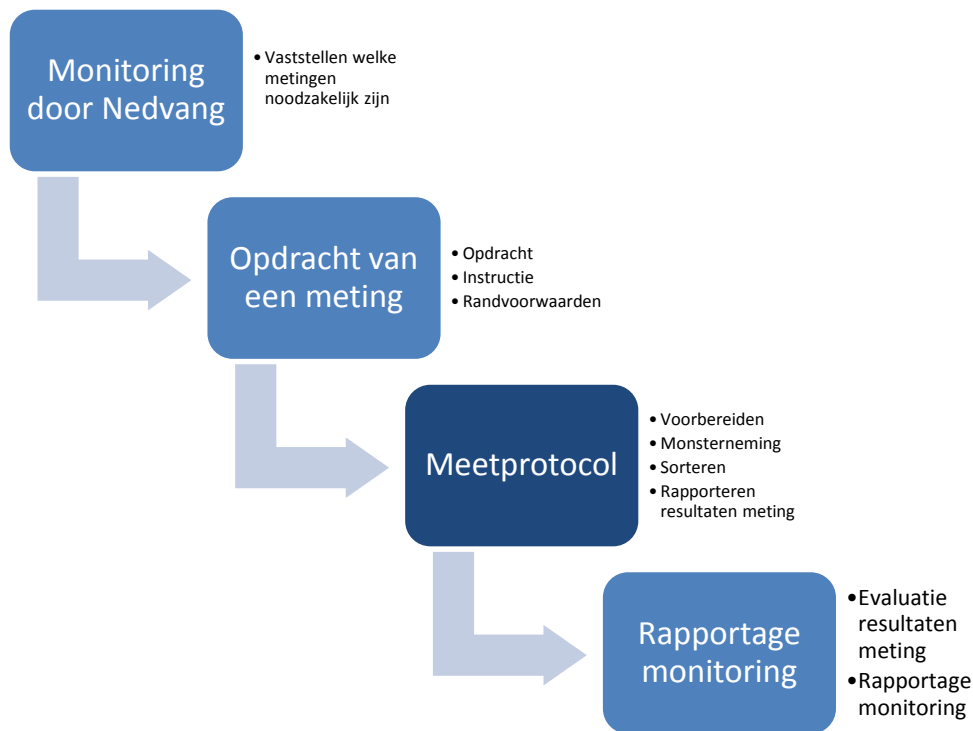 Monitoring
door Nedvang
• Vaststellen welke
metingen
noodzakelijk zijn
Opdracht van
een meting
• Opdracht
• Instructie
• Randvoorwaarden
Meetprotocol
• Voorbereiden
• Monsterneming
• Sorteren
• Rapporteren
resultaten meting
Rapportage
monitoring
•Evaluatie
resultaten
meting
•Rapportage
monitoring